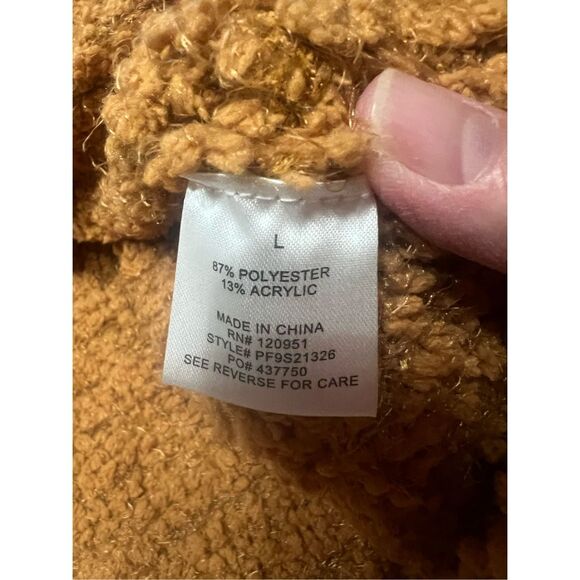 L
87% POLYESTER
13% ACRYLIC
MADE IN CHINA
RN# 120951
STYLE# PF9S21326
PO# 437750
SEE REVERSE FOR CARE